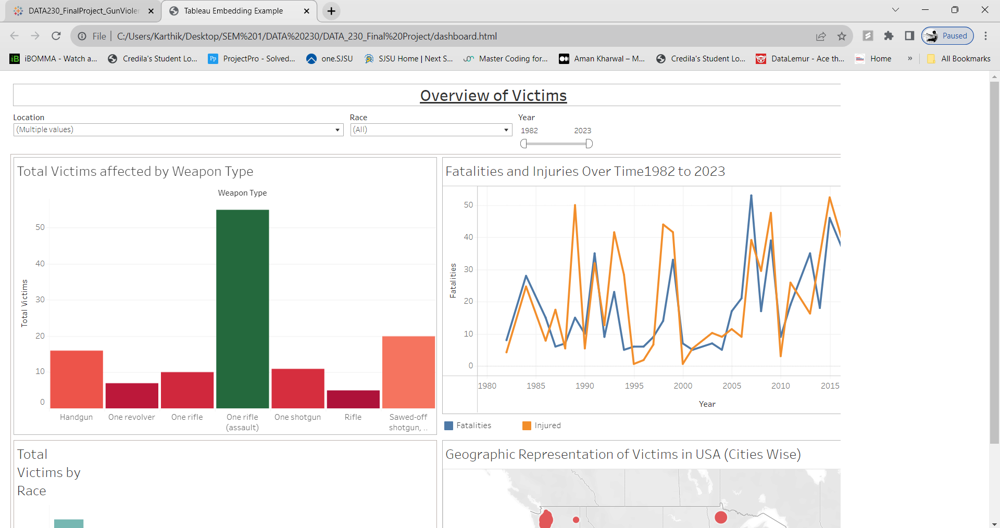 DATA230_FinalProject_GunVioler
Tableau Embedding Example
File
C:/Users/Karthik/Desktop/SEM%201/DATA%20230/DATA_230_Final%20Project/dashboard.html
Paused
iB iBOMMA - Watch a...
Credila's Student Lo...
Pp ProjectPro - Solved...
one.SJSU
SJSU Home | Next S...
Master Coding for...
Aman Kharwal – M...
Credila's Student Lo...
DataLemur - Ace th...
Home
»
All Bookmarks
Overview of Victims
Location
(Multiple values)
Race
(All)
Year
1982 2023
Total Victims affected by Weapon Type
Weapon Type
Total Victims
50
40
30
20
10
0
Handgun
One revolver
One rifle
One rifle
(assault)
One shotgun
Rifle
Sawed-off
shotgun, ..
Fatalities and Injuries Over Time1982 to 2023
Fatalities
50
40
30
20
10
0
1980 1985 1990 1995 2000 2005 2010 2015
Year
Fatalities
Injured
Total
Victims by
Race
Geographic Representation of Victims in USA (Cities Wise)